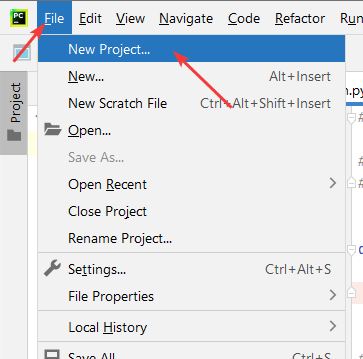 PC
File Edit View Navigate Code Refactor Run
New Project...
New... Alt+Insert
New Scratch File Ctrl+Alt+Shift+Insert
Open...
Save As...
Open Recent
Close Project
Rename Project...
Settings... Ctrl+Alt+S
File Properties
Local History
Save All Ctrl+S
Project
.py
#
#
#